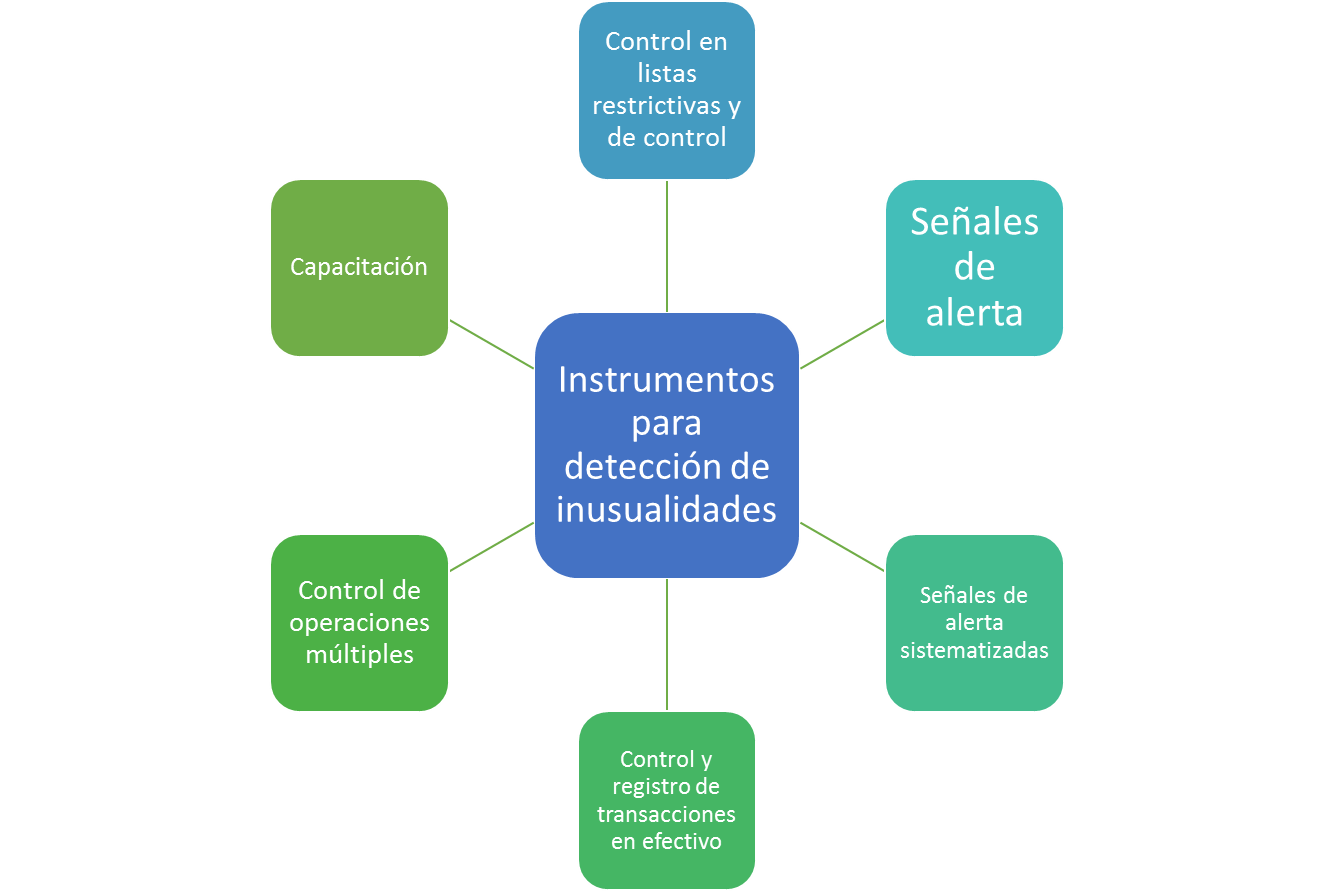 Control en
listas
restrictivas y
de control
Capacitación
Señales
de
alerta
Instrumentos
para
detección de
inusualidades
Control de
operaciones
múltiples
Señales de
alerta
sistematizadas
Control y
registro de
transacciones
en efectivo